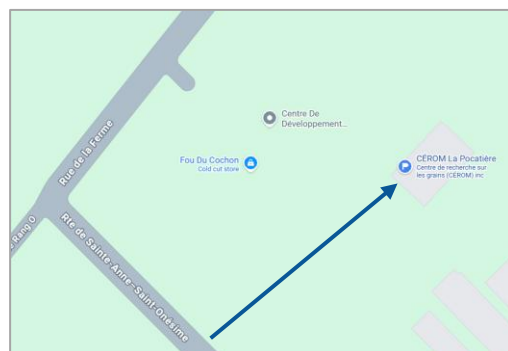 Centre De
Développement...
Fou Du Cochon
Cold cut store
CÉROM La Pocatière
Centre de recherche sur
les grains (CÉROM) inc
Rue de la Ferme
Rang O
Rte de Sainte-Anne-Saint-Onésime